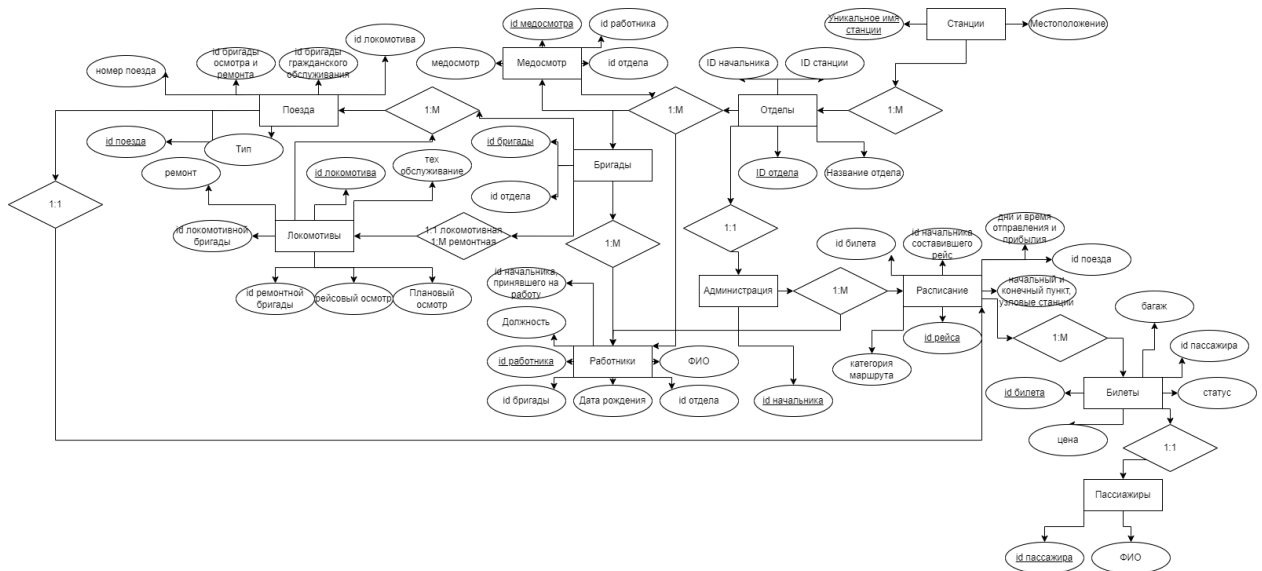 Уникальное имя
станции
Станции
Местоположение
id медосмотра
id работника
медосмотр
Медосмотр
id отдела
ID начальника
ID станции
id локомотива
id бригады
осмотра и
ремонта
id бригады
гражданского
обслуживания
номер поезда
Поезда
1:М
1:М
Отделы
1:М
id поезда
Тип
id бригады
Бригады
ID отдела
Название отдела
ремонт
id локомотива
тех
обслуживание
1:1
id отдела
id локомотивной
бригады
Локомотивы
1:1 локомотивная
1:М ремонтная
1:М
1:1
дни и время
отправления и
прибылия
id билета
id начальника
составившего
рейс
id поезда
id ремонтной
бригады
рейсовый осмотр
Плановый
осмотр
id начальника,
принявшего на
работу
Администрация
1:М
Расписание
начальный и
конечный пункт,
узловые станции
багаж
Должность
id рейса
1:М
id пассажира
id работника
Работники
ФИО
категория
маршрута
id бригады
Дата рождения
id отдела
id начальника
id билета
Билеты
статус
цена
1:1
Пассиажиры
id пассажира
ФИО